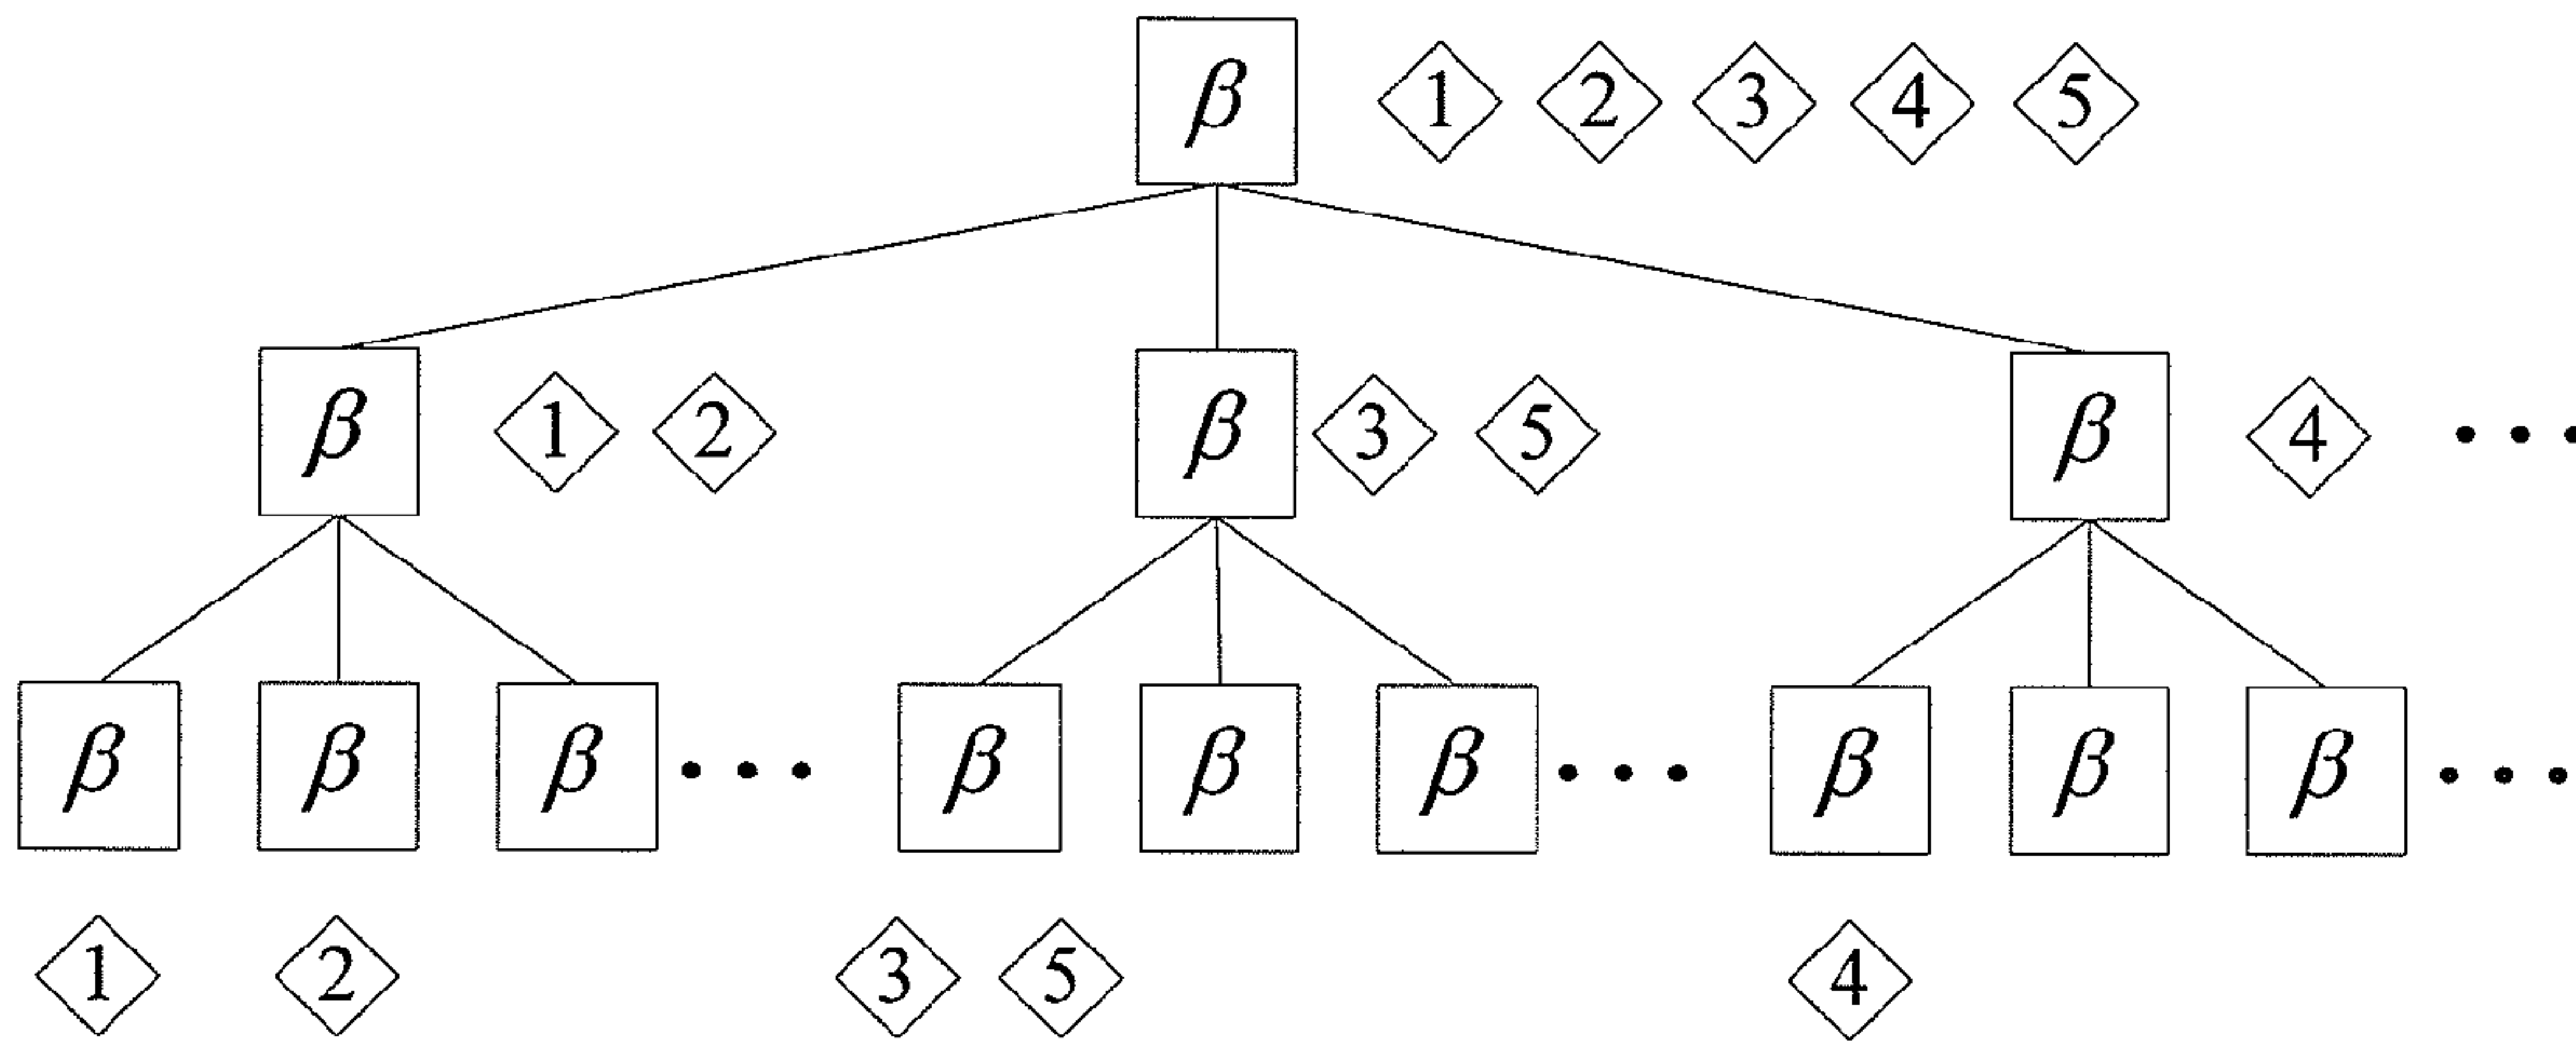 β 1 2 3 4 5
β 1 2 β 3 5 β 4 • • •
β β β • • • β β β • • • β β β • • •
1 2 3 5 4